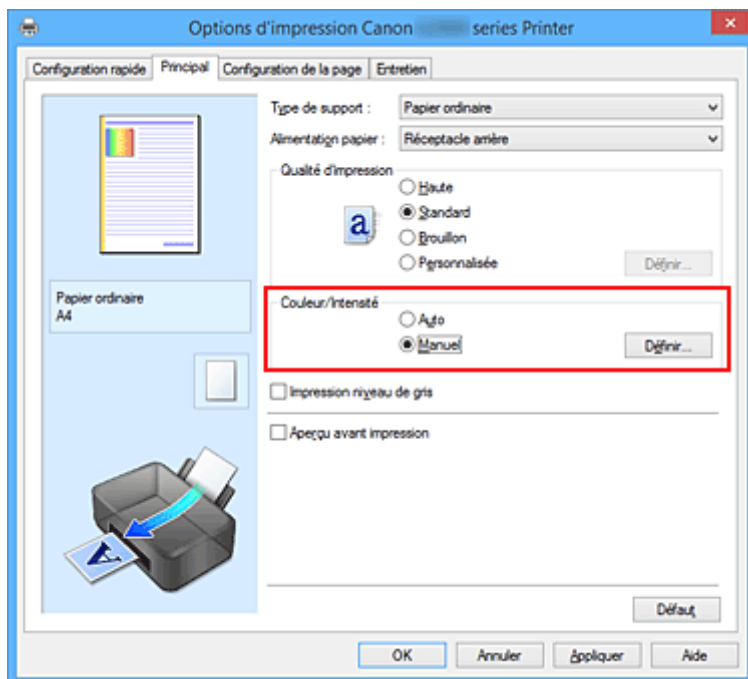 Options d'impression Canon series Printer
Configuration rapide Principal Configuration de la page Entretien
Type de support : Papier ordinaire
Alimentation papier : Réceptacle arrière
Qualité d'impression
Haute
Standard
Brouillon
Personnalisée Définir...
a
Papier ordinaire
A4
Couleur/Intensité
Auto
Manuel Définir...
Impression niveau de gris
Aperçu avant impression
A
Défaut
OK Annuler Appliquer Aide